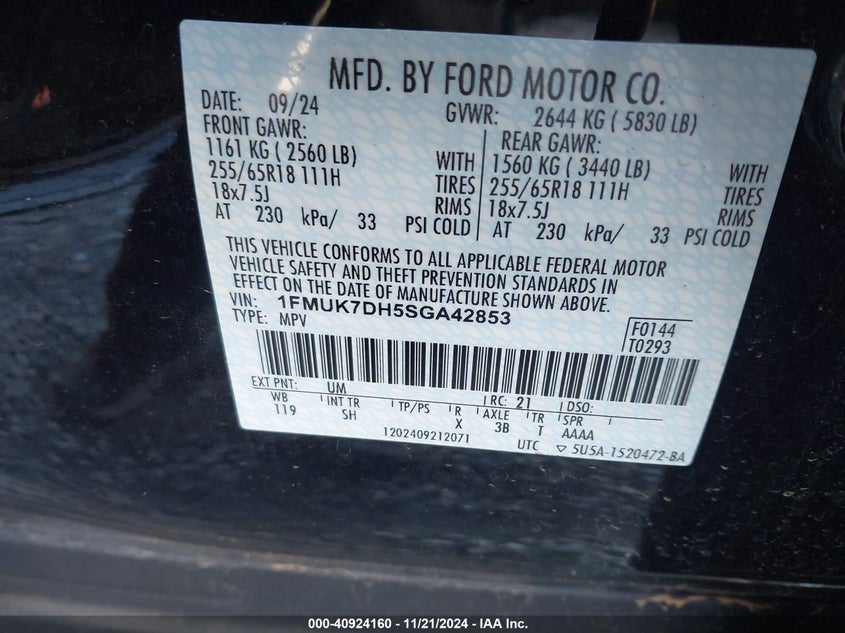 MFD. BY FORD MOTOR CO.
DATE: 09/24 GVWR: 2644 KG ( 5830 LB)
FRONT GAWR: REAR GAWR:
1161 KG ( 2560 LB) WITH 1560 KG ( 3440 LB) WITH
255/65R18 111H TIRES 255/65R18 111H TIRES
18x7.5J RIMS 18x7.5J RIMS
AT 230 kPa/ 33 PSI COLD AT 230 kPa/ 33 PSI COLD
THIS VEHICLE CONFORMS TO ALL APPLICABLE FEDERAL MOTOR
VEHICLE SAFETY AND THEFT PREVENTION STANDARDS IN
EFFECT ON THE DATE OF MANUFACTURE SHOWN ABOVE.
VIN: 1FMUK7DH5SGA42853
TYPE: MPV
F0144
T0293
EXT PNT: UM RC: 21 DSO:
WB INT TR TP/PS R AXLE TR SPR
119 SH X 3B T AAAA
1202409212071 UTC ▽ 5U5A-1520472-BA
000-40924160 - 11/21/2024 - IAA Inc.